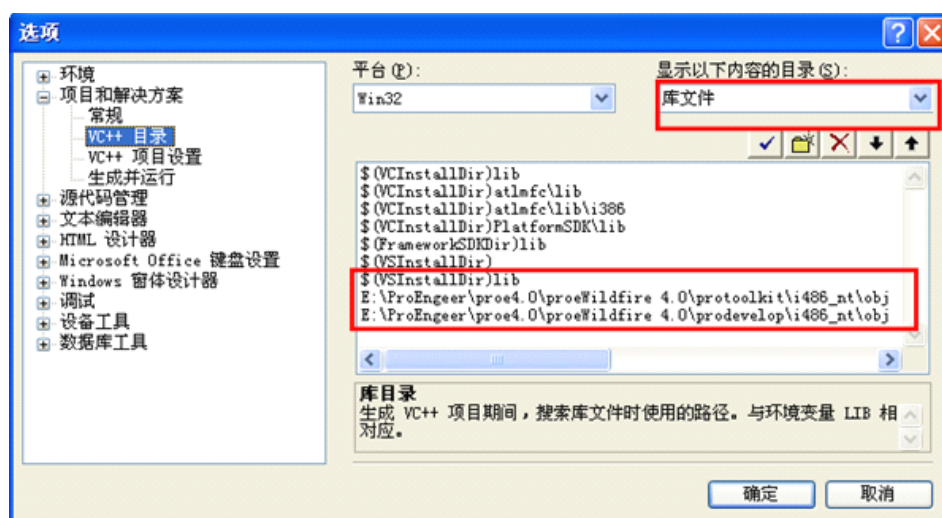 选项
环境
项目和解决方案
常规
VC++ 目录
VC++ 项目设置
生成并运行
源代码管理
文本编辑器
HTML 设计器
Microsoft Office 键盘设置
Windows 窗体设计器
调试
设备工具
数据库工具
平台(P):
Win32
显示以下内容的目录(S):
库文件
$(VCInstallDir)lib
$(VCInstallDir)atlmfc\lib
$(VCInstallDir)atlmfc\lib\i386
$(VCInstallDir)PlatformSDK\lib
$(FrameworkSDKDir)lib
$(VSInstallDir)
$(VSInstallDir)lib
E:\ProEngeer\proe4.0\proeWildfire 4.0\protoolkit\i486_nt\obj
E:\ProEngeer\proe4.0\proeWildfire 4.0\prodevelop\i486_nt\obj
库目录
生成 VC++ 项目期间，搜索库文件时使用的路径。与环境变量 LIB 相
对应。
确定
取消